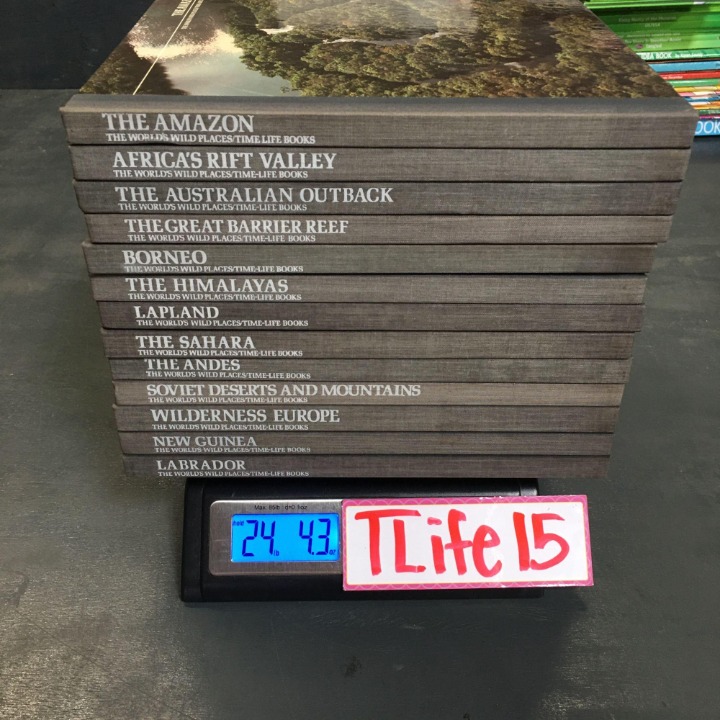 THE AMAZON
THE WORLD'S WILD PLACES/TIME LIFE BOOKS
AFRICA'S RIFT VALLEY
THE WORLD'S WILD PLACES/TIME-LIFE BOOKS
THE AUSTRALIAN OUTBACK
THE WORLD'S WILD PLACES/TIME-LIFE BOOKS
THE GREAT BARRIER REEF
THE WORLD'S WILD PLACES/TIME-LIFE BOOKS
BORNEO
THE WORLD'S WILD PLACES/TIME-LIFE BOOKS
THE HIMALAYAS
THE WORLD'S WILD PLACES/TIME-LIFE BOOKS
LAPLAND
THE WORLD'S WILD PLACES/TIME-LIFE BOOKS
THE SAHARA
THE WORLD'S WILD PLACES/TIME-LIFE BOOKS
THE ANDES
THE WORLD'S WILD PLACES/TIME-LIFE BOOKS
SOVIET DESERTS AND MOUNTAINS
THE WORLD'S WILD PLACES/TIME-LIFE BOOKS
WILDERNESS EUROPE
THE WORLD'S WILD PLACES/TIME-LIFE BOOKS
NEW GUINEA
THE WORLD'S WILD PLACES/TIME-LIFE BOOKS
LABRADOR
THE WORLD'S WILD PLACES/TIME-LIFE BOOKS
hold 24 lb 4.3 oz
TLife 15